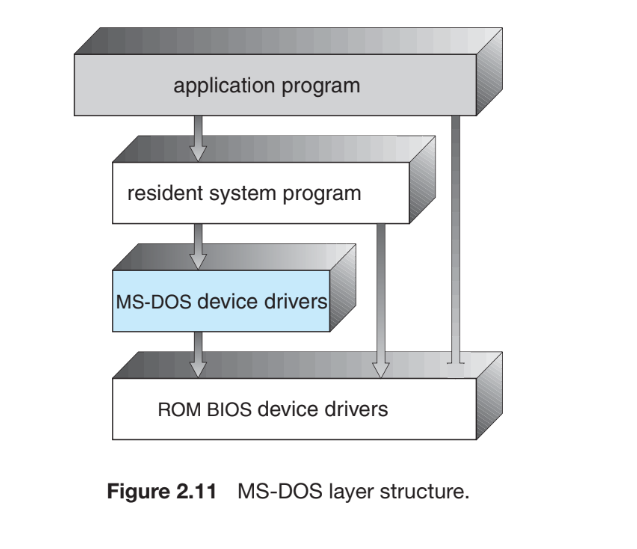 application program
resident system program
MS-DOS device drivers
ROM BIOS device drivers
Figure 2.11 MS-DOS layer structure.